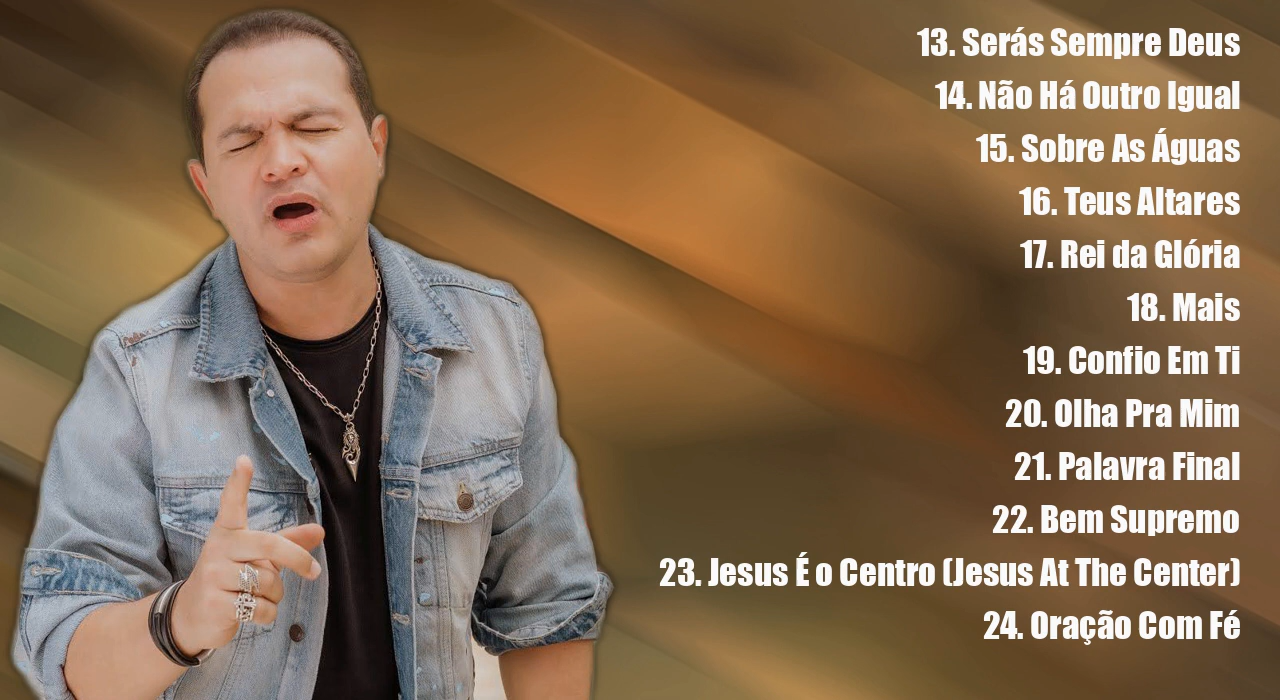 13. Serás Sempre Deus
14. Não Há Outro Igual
15. Sobre As Águas
16. Teus Altares
17. Rei da Glória
18. Mais
19. Confio Em Ti
20. Olha Pra Mim
21. Palavra Final
22. Bem Supremo
23. Jesus É o Centro (Jesus At The Center)
24. Oração Com Fé